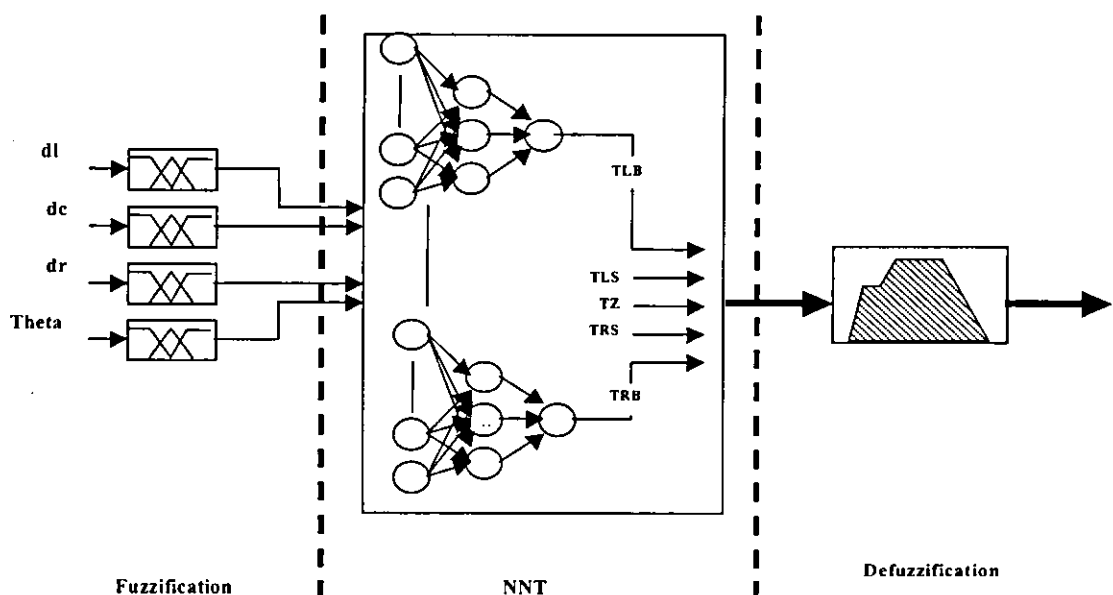 dl
dc
dr
Theta
TLB
TLS
TZ
TRS
TRB
Fuzzification
NNT
Defuzzification